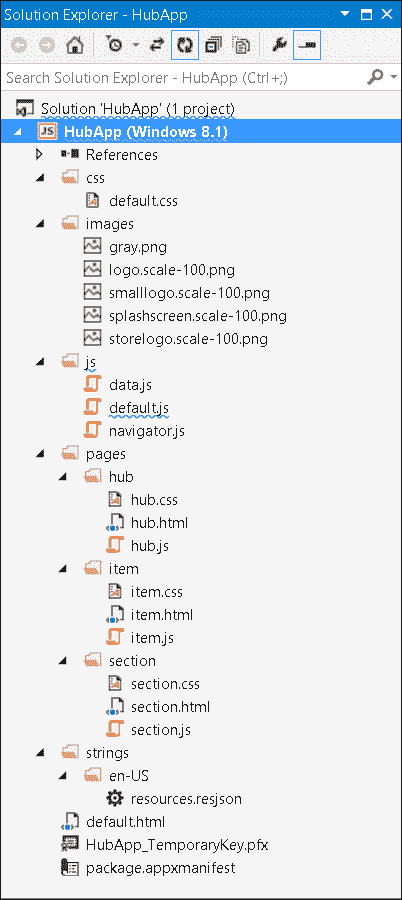 Solution Explorer - HubApp
Search Solution Explorer - HubApp (Ctrl+;)
Solution 'HubApp' (1 project)
JS HubApp (Windows 8.1)
References
css
default.css
images
gray.png
logo.scale-100.png
smalllogo.scale-100.png
splashscreen.scale-100.png
storelogo.scale-100.png
js
data.js
default.js
navigator.js
pages
hub
hub.css
hub.html
hub.js
item
item.css
item.html
item.js
section
section.css
section.html
section.js
strings
en-US
resources.resjson
default.html
HubApp_TemporaryKey.pfx
package.appxmanifest